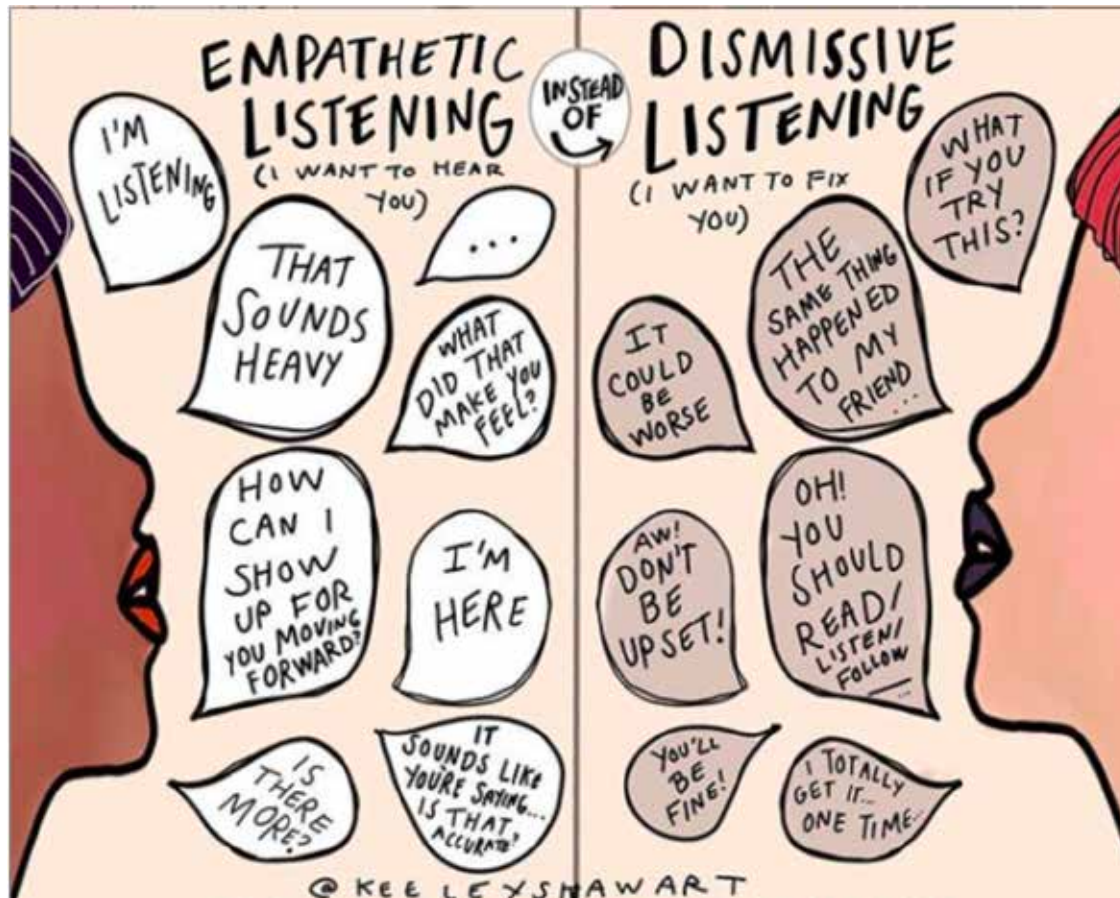 EMPATHETIC
LISTENING
(I WANT TO HEAR
YOU)
INSTEAD
OF
DISMISSIVE
LISTENING
(I WANT TO FIX
YOU)
I'M
LISTENING
THAT
SOUNDS
HEAVY
...
WHAT
DID THAT
MAKE YOU
FEEL?
HOW
CAN I
SHOW
UP FOR
YOU MOVING
FORWARD?
I'M
HERE
IS
THERE
MORE?
IT
SOUNDS LIKE
YOU'RE SAYING...
IS THAT
ACCURATE?
WHAT
IF YOU
TRY
THIS?
THE
SAME THING
HAPPENED
TO MY
FRIEND
...
IT
COULD
BE
WORSE
AW!
DON'T
BE
UPSET!
OH!
YOU
SHOULD
READ/
LISTEN/
FOLLOW
___...
YOU'LL
BE
FINE!
I TOTALLY
GET IT...
ONE TIME...
@KEELEYSHAWART